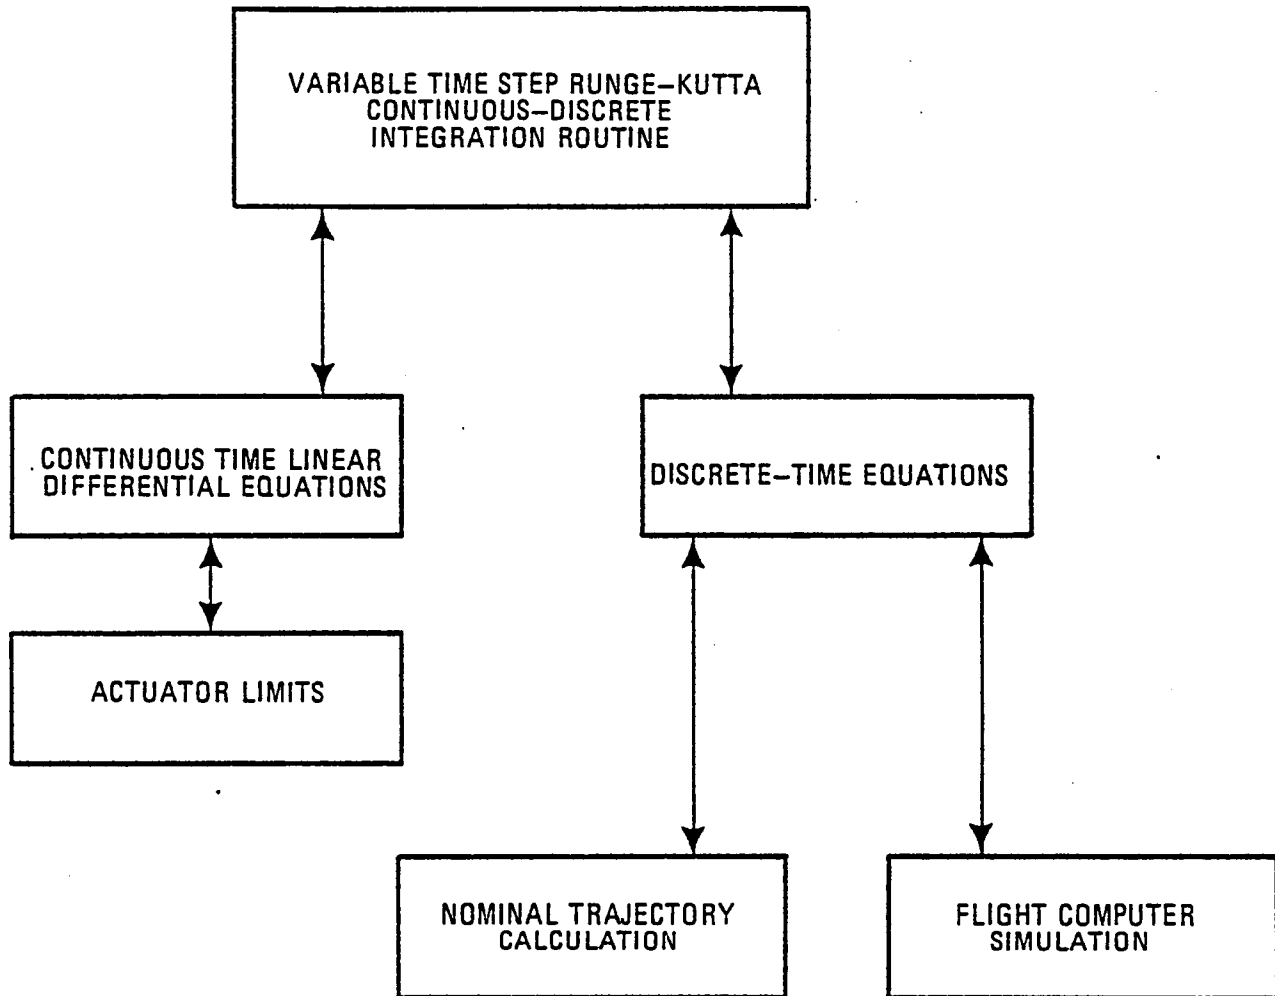 VARIABLE TIME STEP RUNGE–KUTTA
CONTINUOUS–DISCRETE
INTEGRATION ROUTINE
CONTINUOUS TIME LINEAR
DIFFERENTIAL EQUATIONS
DISCRETE–TIME EQUATIONS
ACTUATOR LIMITS
NOMINAL TRAJECTORY
CALCULATION
FLIGHT COMPUTER
SIMULATION